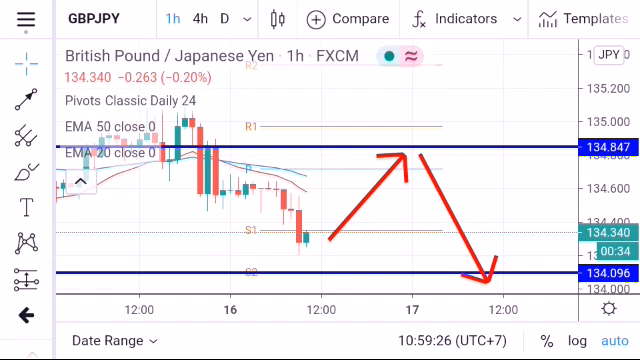 GBPJPY 1h 4h D Compare Indicators Templates
British Pound / Japanese Yen · 1h · FXCM
134.340 −0.263 (−0.20%)
Pivots Classic Daily 24
EMA 50 close 0
EMA 20 close 0
R2
R1
P
S1
S2
JPY
135.200
135.000
134.847
134.600
134.400
134.340
00:34
134.096
134.000
12:00 16 12:00 17 12:00
Date Range 10:59:26 (UTC+7) % log auto